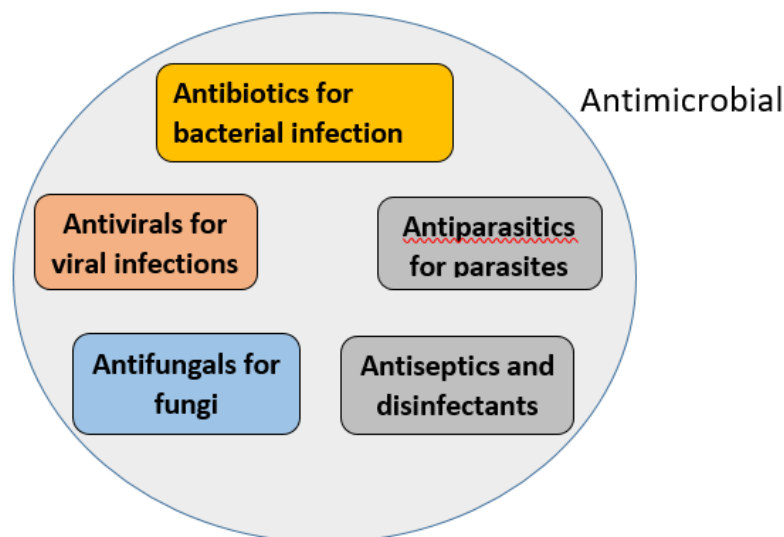 Antibiotics for
bacterial infection
Antimicrobial
Antivirals for
viral infections
Antiparasitics
for parasites
Antifungals for
fungi
Antiseptics and
disinfectants